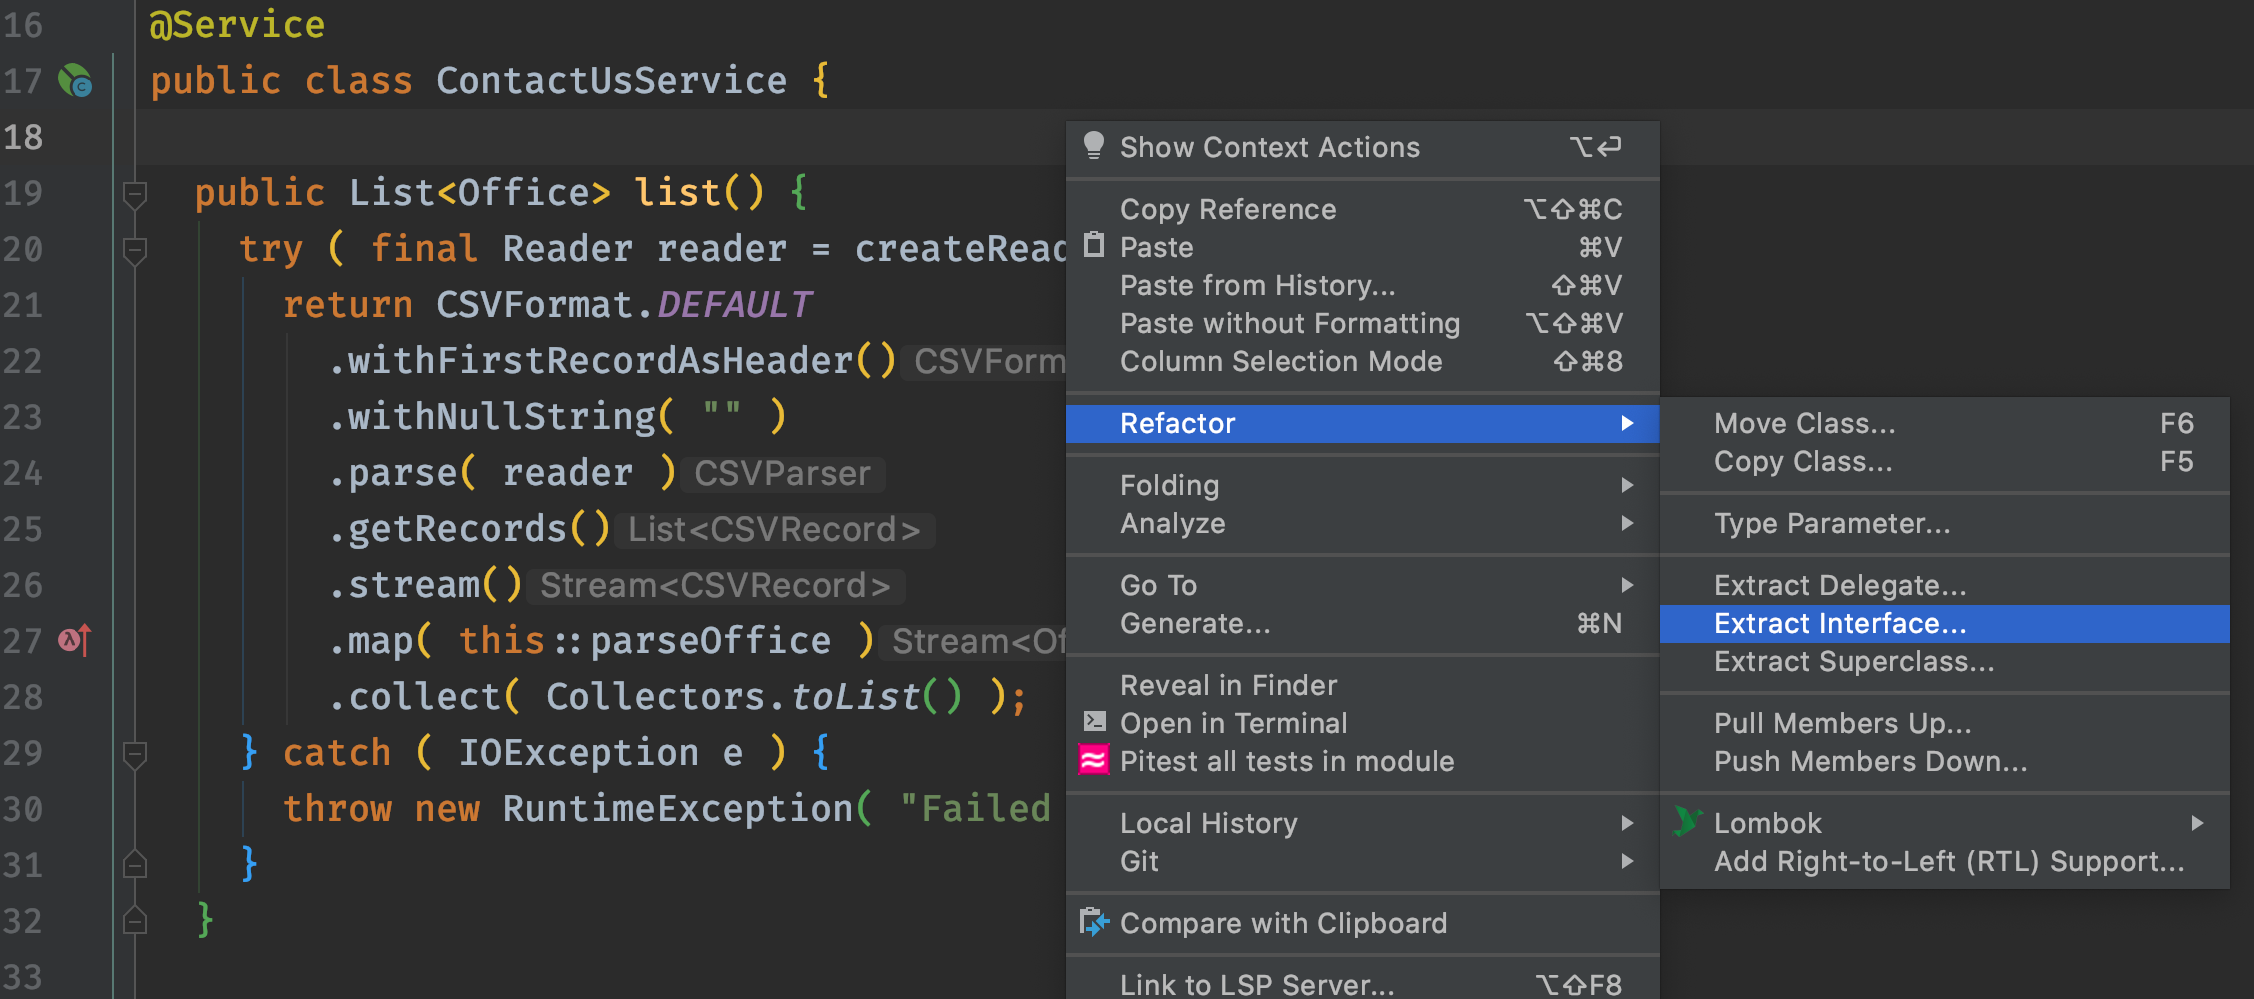 16 @Service
17 public class ContactUsService {
18
19 public List<Office> list() {
20 try ( final Reader reader =
21 return CSVFormat.DEFAULT
22 .withFirstRecordAsHeader()
23 .withNullString( "" )
24 .parse( reader ) CSVParser
25 .getRecords() List<CSVRecord>
26 .stream() Stream<CSVRecord>
27 .map( this::parseOffice )
28 .collect( Collectors.toList() );
29 } catch ( IOException e ) {
30 throw new RuntimeException( "Failed
31 }
32 }
33
Show Context Actions ⌥⏎
Copy Reference ⌥⇧⌘C
Paste ⌘V
Paste from History... ⇧⌘V
Paste without Formatting ⌥⇧⌘V
Column Selection Mode ⇧⌘8
Refactor
Folding
Analyze
Go To
Generate... ⌘N
Reveal in Finder
Open in Terminal
Pitest all tests in module
Local History
Git
Compare with Clipboard
Link to LSP Server... ⌥⇧F8
Move Class... F6
Copy Class... F5
Type Parameter...
Extract Delegate...
Extract Interface...
Extract Superclass...
Pull Members Up...
Push Members Down...
Lombok
Add Right-to-Left (RTL) Support...